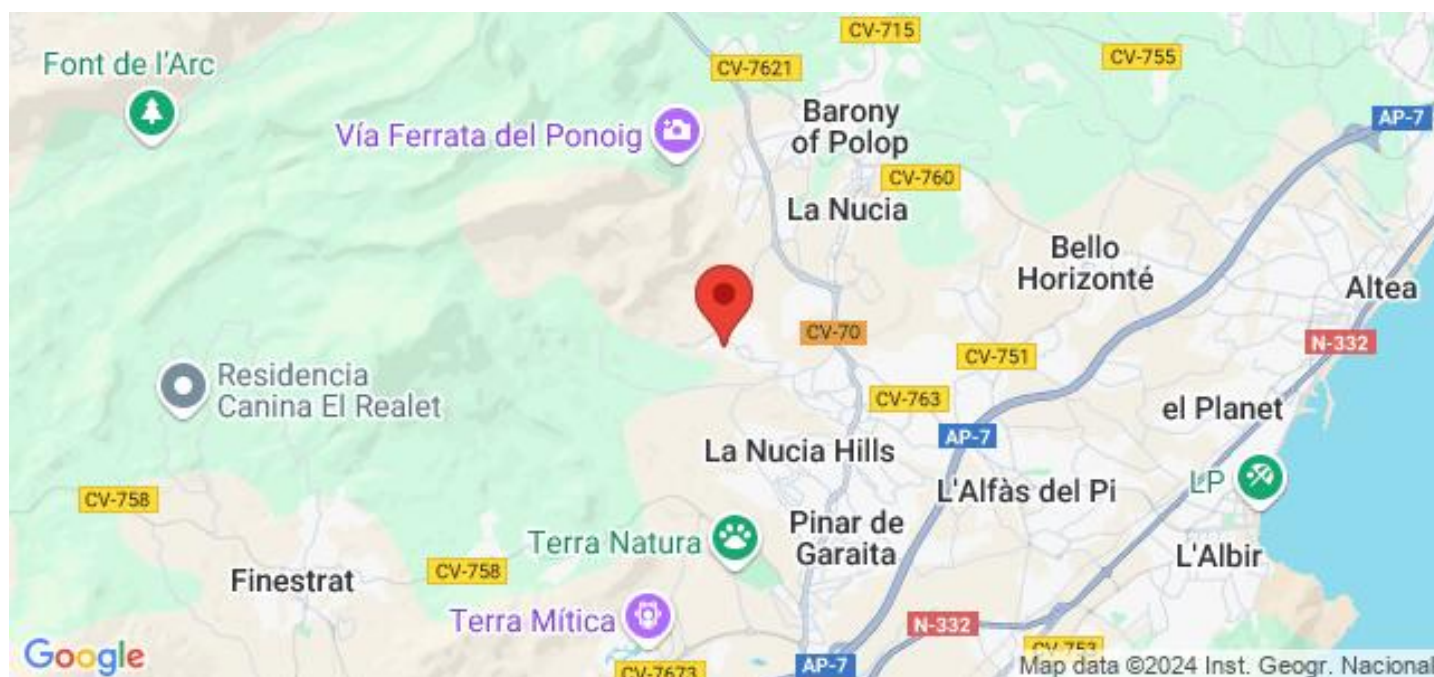 CV-715
Font de l'Arc
CV-755
CV-7621
Barony
of Polop
AP-7
Vía Ferrata del Ponoig
CV-760
La Nucia
Bello
Horizonté
Altea
CV-70
N-332
CV-751
Residencia
Canina El Realet
CV-763
el Planet
AP-7
La Nucia Hills
LP
CV-758
L'Alfàs del Pi
Pinar de
Garaita
Terra Natura
L'Albir
Finestrat
CV-758
Terra Mítica
N-332
CV-753
Google
CV-7673
AP-7
Map data ©2024 Inst. Geogr. Nacional